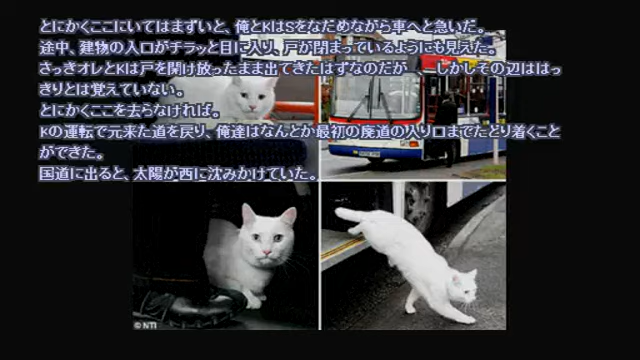 とにかくここにいてはまずいと、俺とKはSをなだめながら車へと急いだ。
途中、建物の入口がチラッと目に入り、戸が閉まっているようにも見えた。
さっきオレとKは戸を開け放ったまま出てきたはずなのだが‥‥しかしその辺ははっ
きりとは覚えていない。
とにかくここを去らなければ。
Kの運転で元来た道を戻り、俺達はなんとか最初の廃道の入り口までたどり着くこと
ができた。
国道に出ると、太陽が西に沈みかけていた。
© NTI